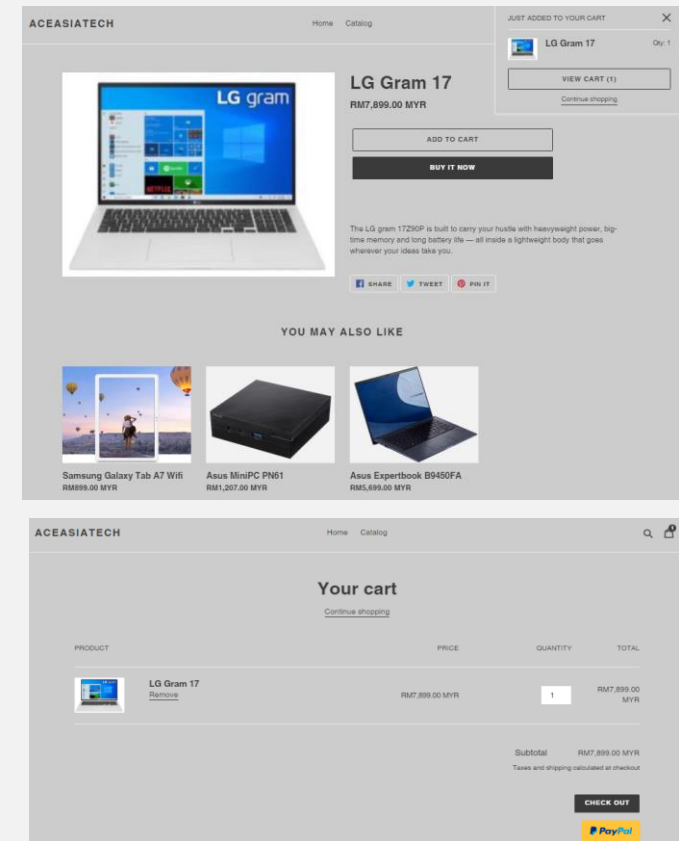 ACEASIATECH
Home Catalog
JUST ADDED TO YOUR CART
LG Gram 17 Qty: 1
VIEW CART (1)
Continue shopping
LG gram
NETFLIX
LG Gram 17
RM7,899.00 MYR
ADD TO CART
BUY IT NOW
The LG gram 17Z90P is built to carry your hustle with heavyweight power, big-
time memory and long battery life — all inside a lightweight body that goes
wherever your ideas take you.
SHARE TWEET PIN IT
YOU MAY ALSO LIKE
Samsung Galaxy Tab A7 Wifi
RM899.00 MYR
Asus MiniPC PN61
RM1,207.00 MYR
Asus Expertbook B9450FA
RM5,699.00 MYR
ACEASIATECH
Home Catalog
1
Your cart
Continue shopping
PRODUCT PRICE QUANTITY TOTAL
LG Gram 17
Remove
RM7,899.00 MYR
1
RM7,899.00
MYR
Subtotal RM7,899.00 MYR
Taxes and shipping calculated at checkout
CHECK OUT
PayPal